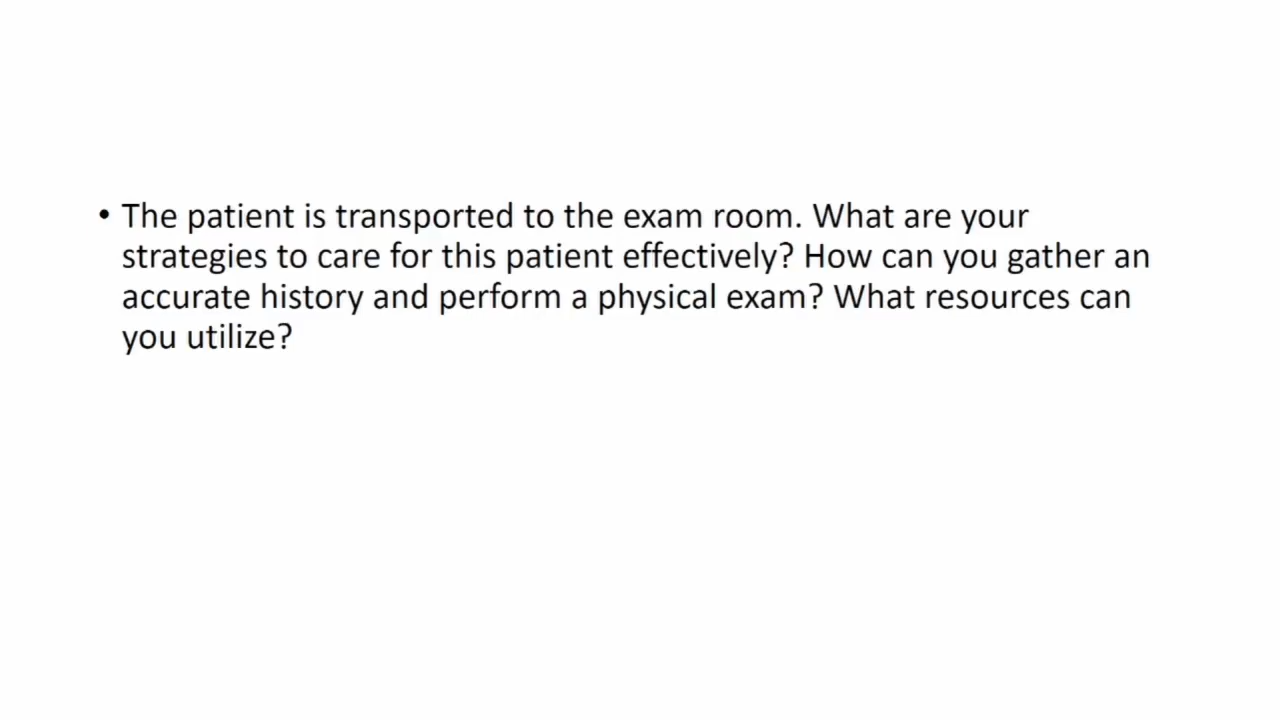 • The patient is transported to the exam room. What are your
strategies to care for this patient effectively? How can you gather an
accurate history and perform a physical exam? What resources can
you utilize?